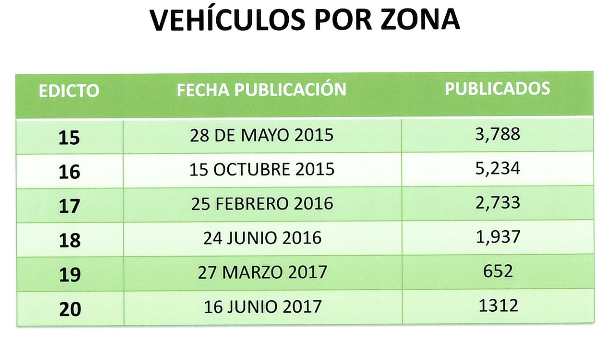 VEHÍCULOS POR ZONA
EDICTO FECHA PUBLICACIÓN PUBLICADOS
15 28 DE MAYO 2015 3,788
16 15 OCTUBRE 2015 5,234
17 25 FEBRERO 2016 2,733
18 24 JUNIO 2016 1,937
19 27 MARZO 2017 652
20 16 JUNIO 2017 1312